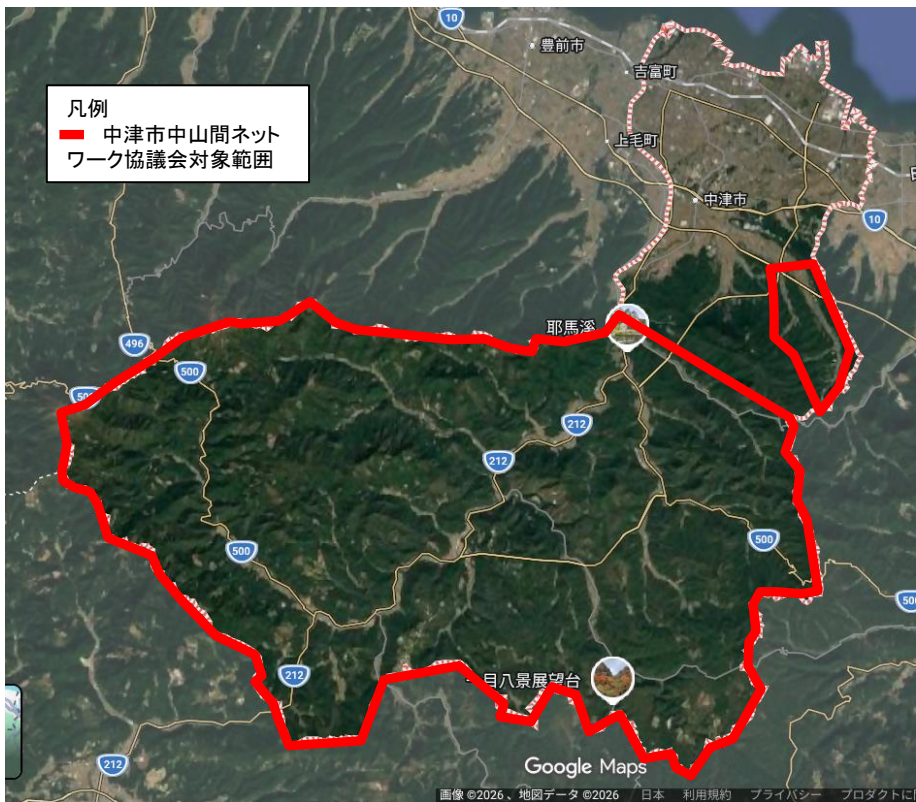 10
豊前市
吉富町
凡例
中津市中山間ネット
ワーク協議会対象範囲
上毛町
中津市
10
耶馬溪
496
500
212
212
500
500
500
目八景展望台
212
212
Google Maps
画像 ©2026 、地図データ ©2026 日本 利用規約 プライバシー プロダクトに